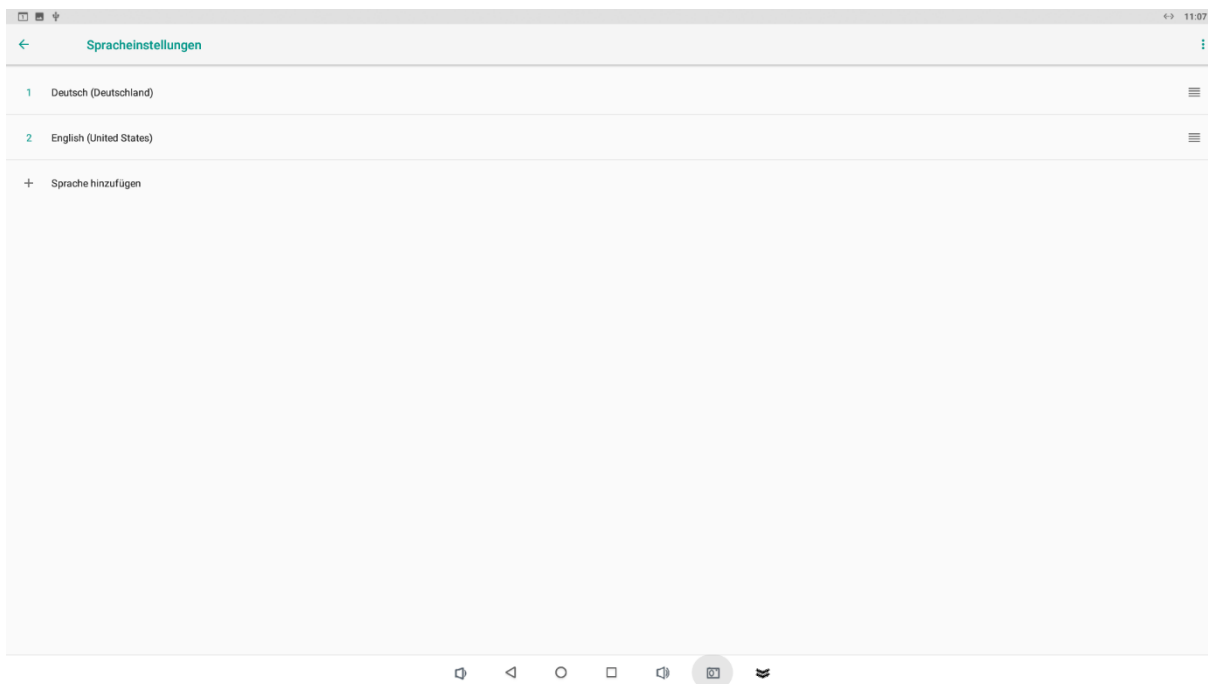 11:07
Spracheinstellungen
1 Deutsch (Deutschland)
2 English (United States)
+ Sprache hinzufügen